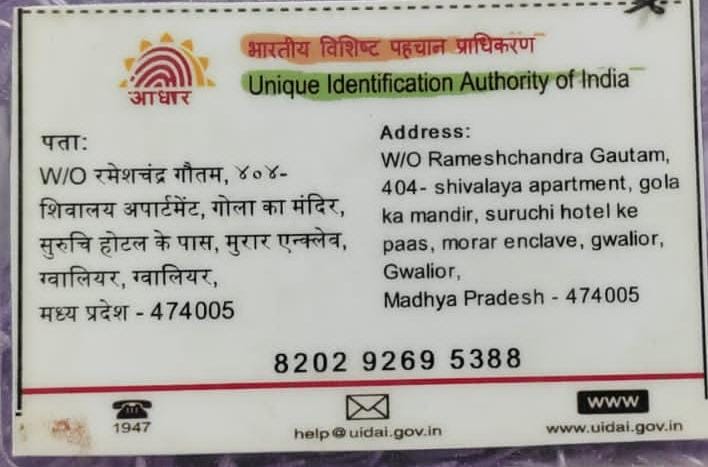 भारतीय विशिष्ट पहचान प्राधिकरण
Unique Identification Authority of India
आधार
पता:
W/O रमेशचंद्र गौतम, ४०४-
शिवालय अपार्टमेंट, गोला का मंदिर,
सुरुचि होटल के पास, मुरार एन्क्लेव,
ग्वालियर, ग्वालियर,
मध्य प्रदेश - 474005
Address:
W/O Rameshchandra Gautam,
404- shivalaya apartment, gola
ka mandir, suruchi hotel ke
paas, morar enclave, gwalior,
Gwalior,
Madhya Pradesh - 474005
8202 9269 5388
1947
help@uidai.gov.in
www
www.uidai.gov.in